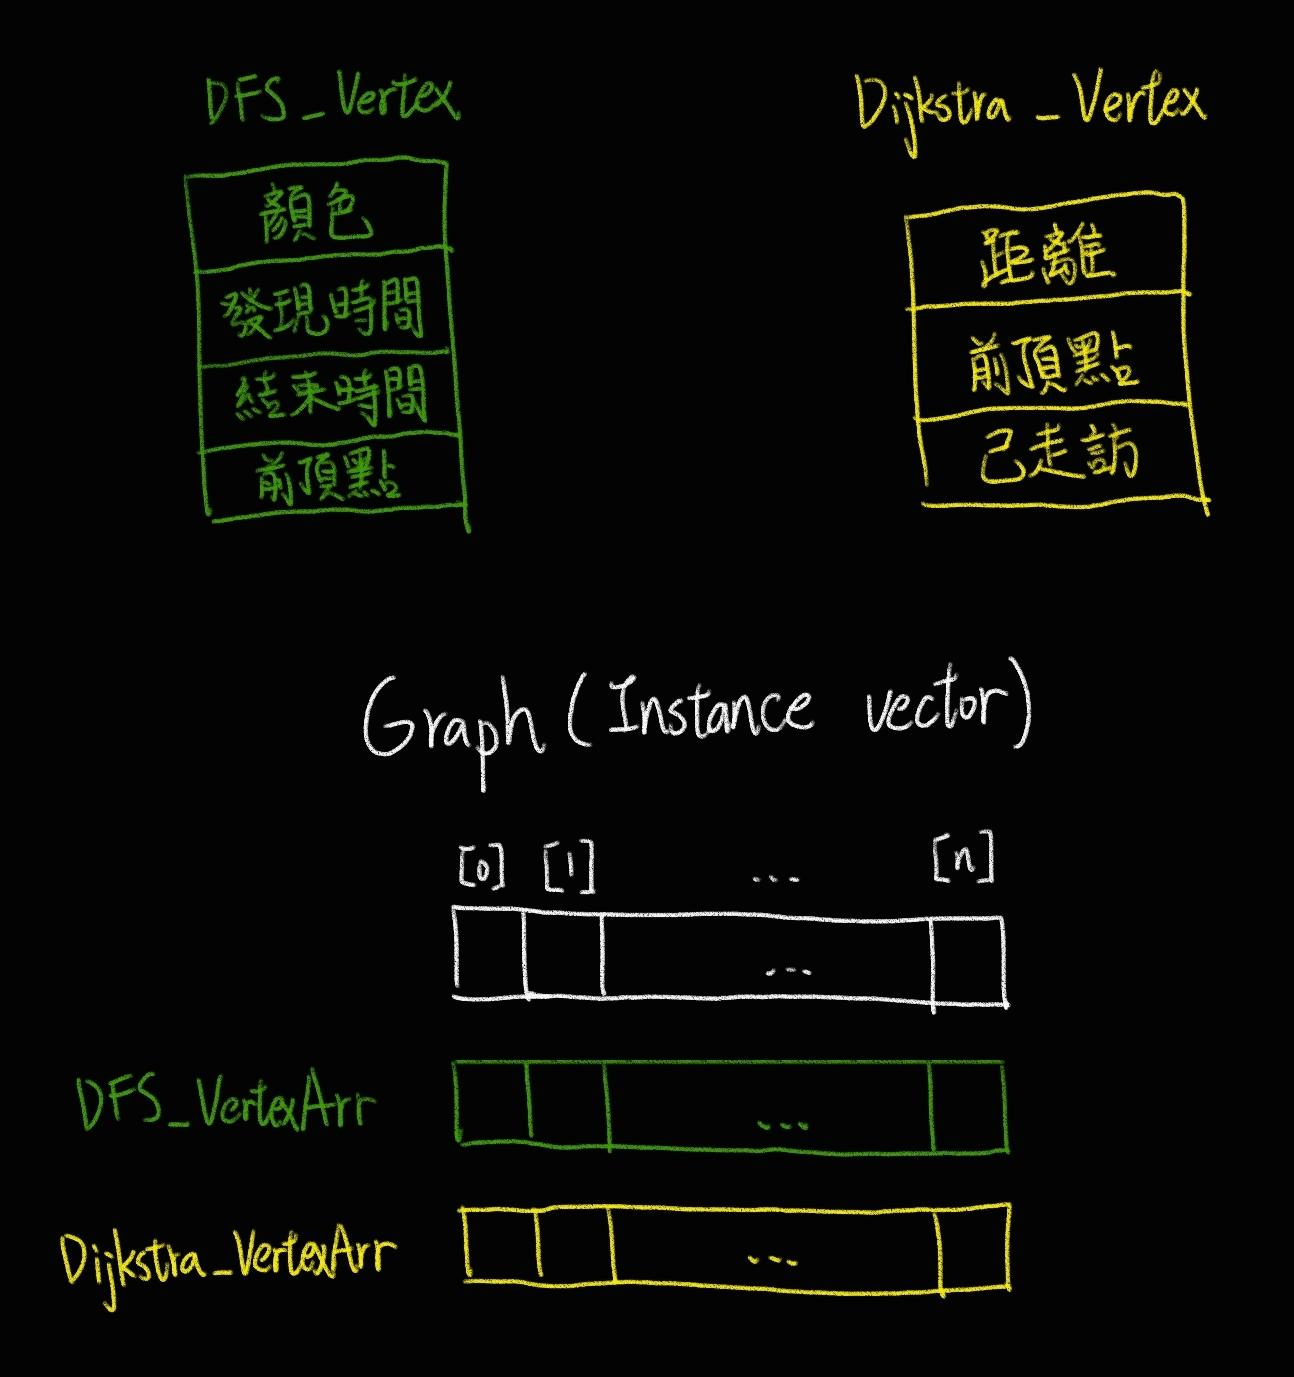 DFS_Vertex
顏色
發現時間
結束時間
前頂點
Dijkstra_Vertex
距離
前頂點
已走訪
Graph (Instance vector)
[0] [1] ... [n]
...
DFS_VertexArr ...
Dijkstra_VertexArr ...